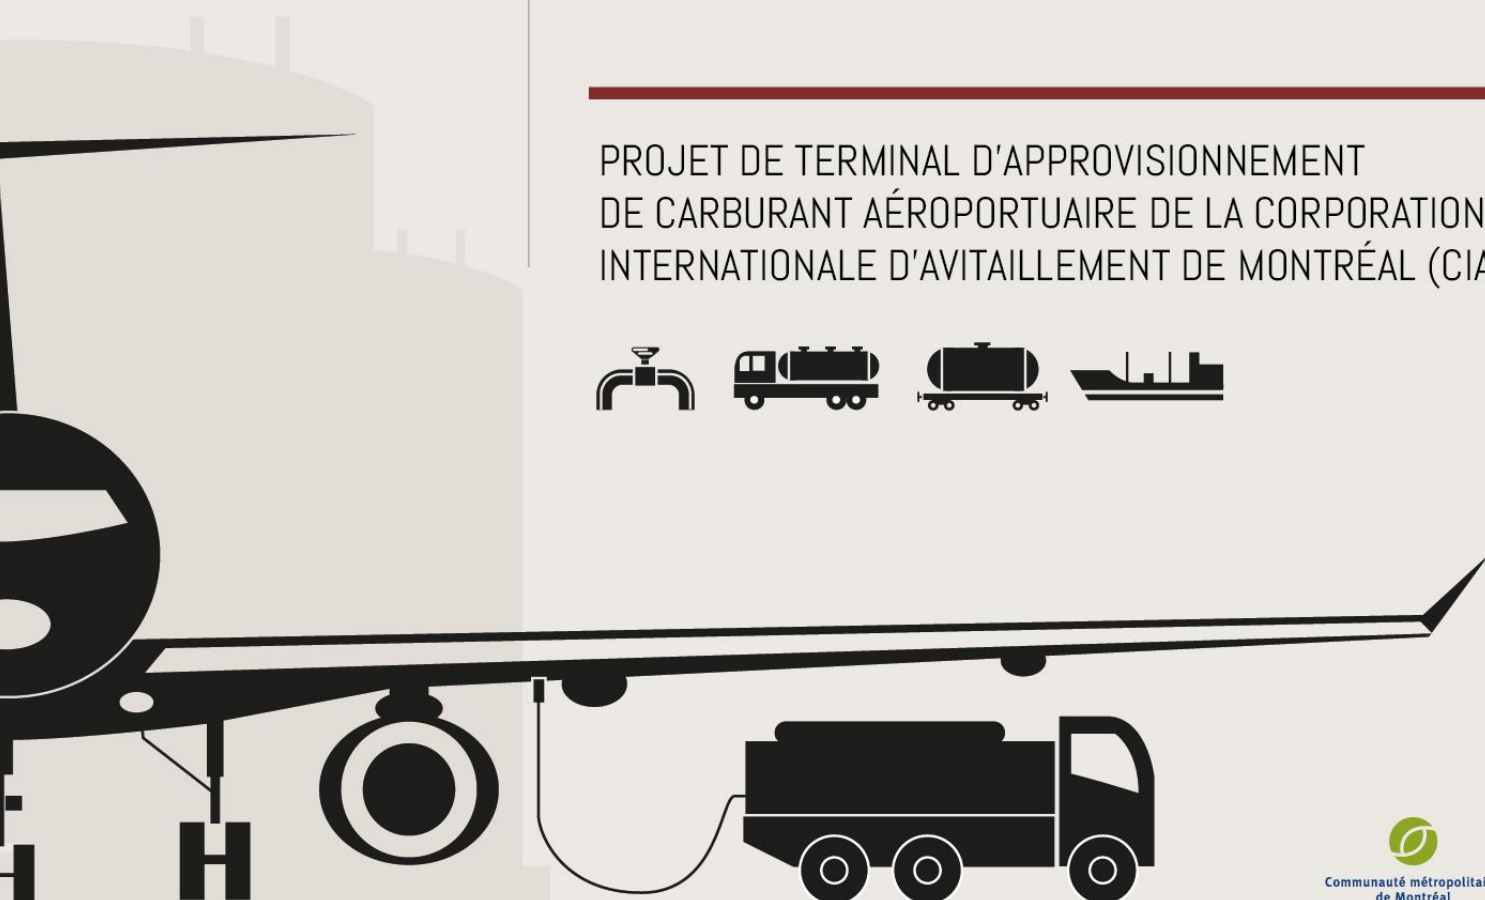 PROJET DE TERMINAL D'APPROVISIONNEMENT
DE CARBURANT AÉROPORTUAIRE DE LA CORPORATION
INTERNATIONALE D'AVITAILLEMENT DE MONTRÉAL (CIA
Communauté métropolitai
de Montréal